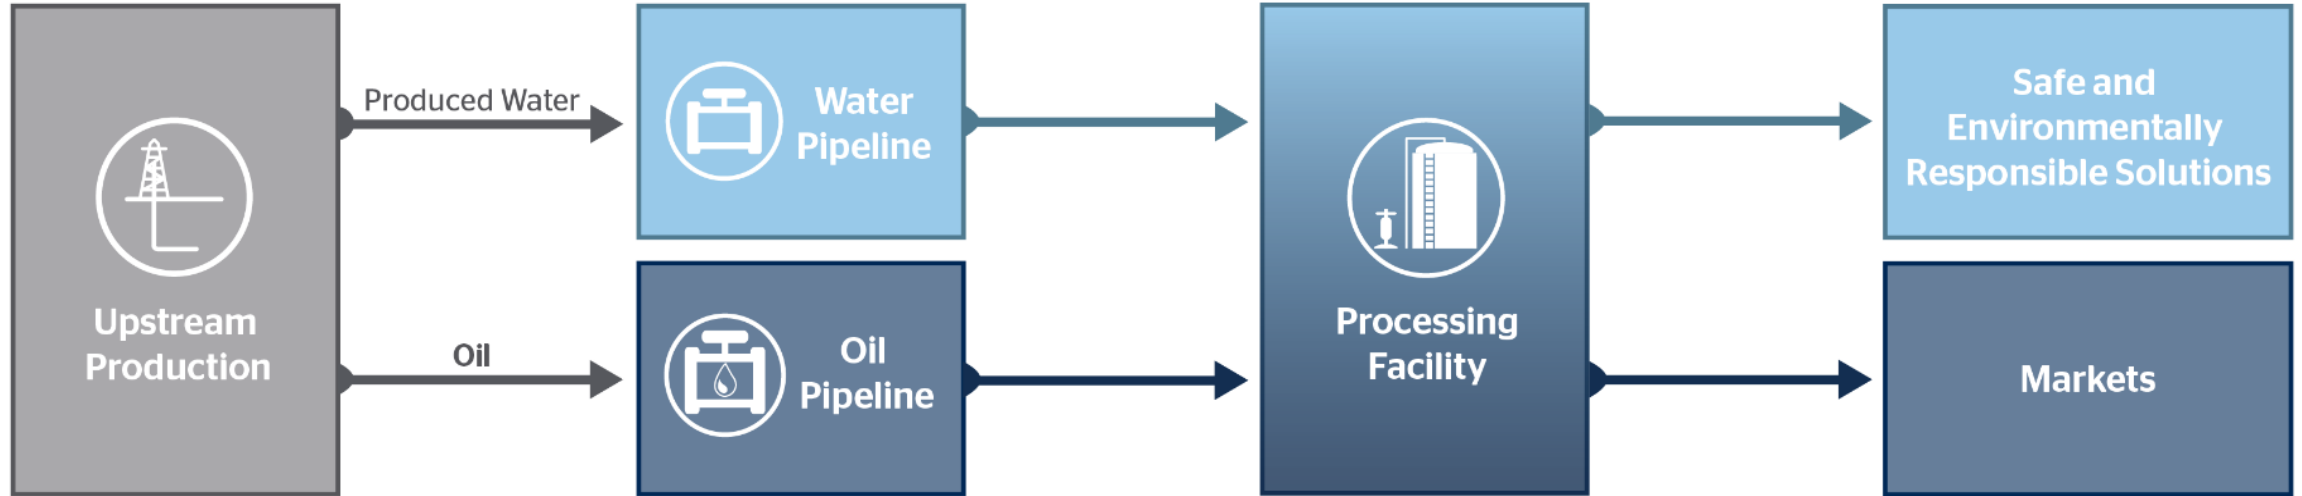 Upstream
Production
Produced Water
Oil
Water
Pipeline
Oil
Pipeline
Processing
Facility
Safe and
Environmentally
Responsible Solutions
Markets